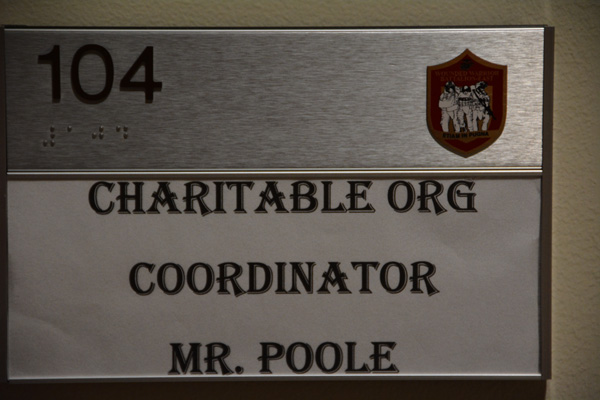 104
CHARITABLE ORG
COORDINATOR
MR. POOLE